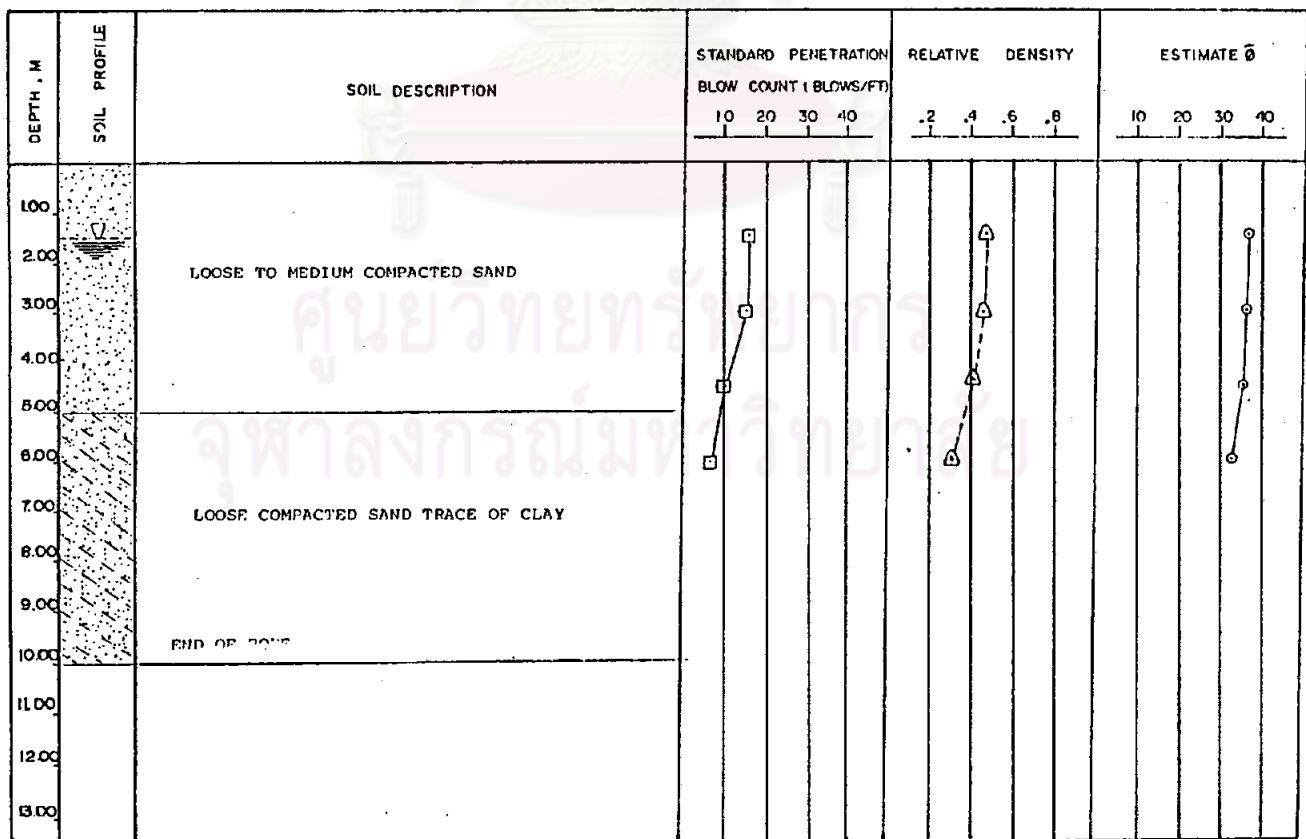 DEPTH , M
SOIL PROFILE
SOIL DESCRIPTION
STANDARD PENETRATION
BLOW COUNT ( BLOWS/FT)
10 20 30 40
RELATIVE DENSITY
.2 .4 .6 .8
ESTIMATE Φ̄
10 20 30 40
1.00
2.00
3.00
4.00
5.00
6.00
7.00
8.00
9.00
10.00
11.00
12.00
13.00
LOOSE TO MEDIUM COMPACTED SAND
LOOSE COMPACTED SAND TRACE OF CLAY
END OF
ศูนย์วิทยทรัพยากร
จุฬาลงกรณ์มหาวิทยาลัย